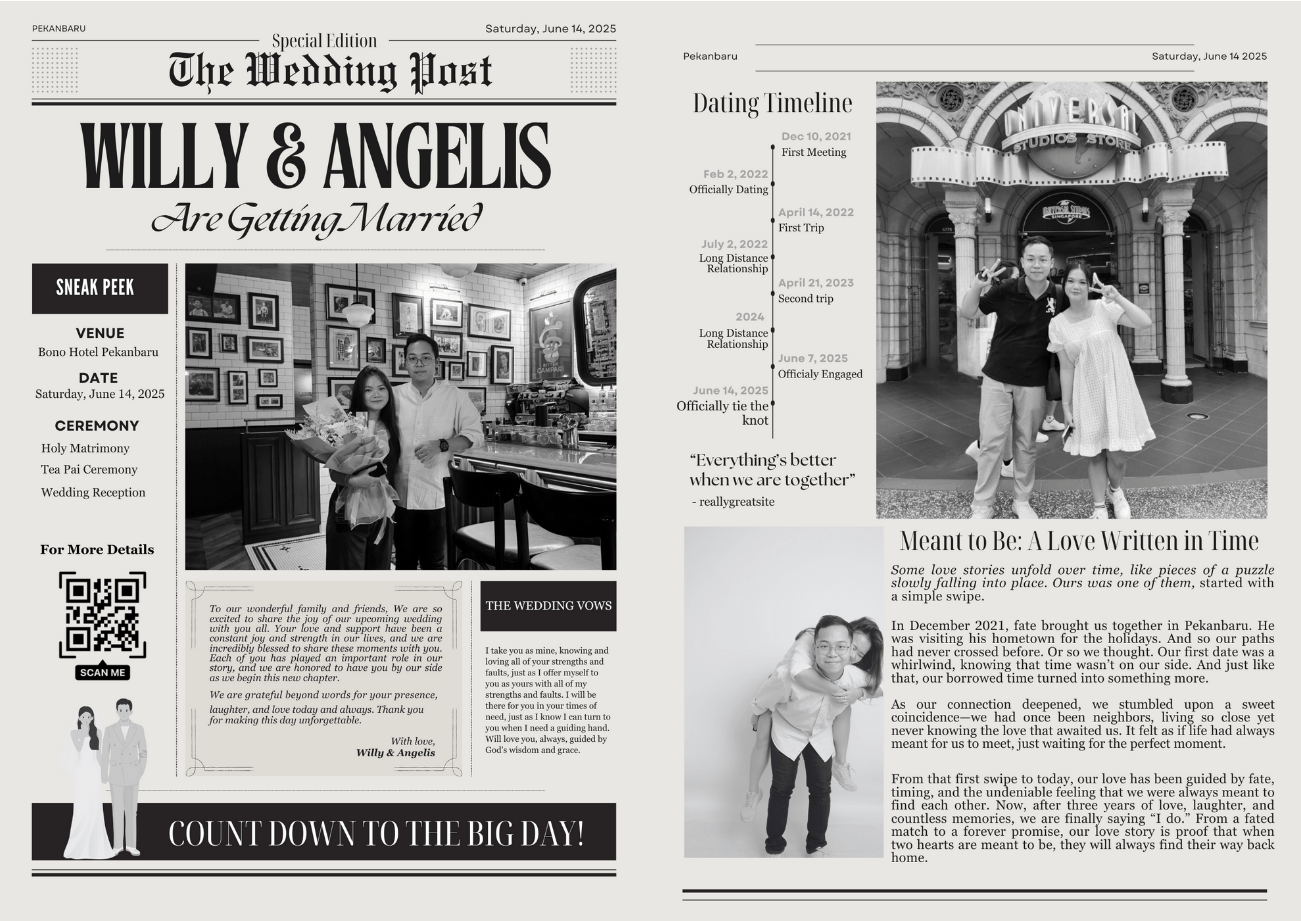 PEKANBARU
Saturday, June 14, 2025
Special Edition
The Wedding Post
WILLY & ANGELIS
Are Getting Married
SNEAK PEEK
VENUE
Bono Hotel Pekanbaru
DATE
Saturday, June 14, 2025
CEREMONY
Holy Matrimony
Tea Pai Ceremony
Wedding Reception
For More Details
SCAN ME
CAMPARI
To our wonderful family and friends, We are so
excited to share the joy of our upcoming wedding
with you all. Your love and support have been a
constant joy and strength in our lives, and we are
incredibly blessed to share these moments with you.
Each of you has played an important role in our
story, and we are honored to have you by our side
as we begin this new chapter.
We are grateful beyond words for your presence,
laughter, and love today and always. Thank you
for making this day unforgettable.
With love,
Willy & Angelis
THE WEDDING VOWS
I take you as mine, knowing and
loving all of your strengths and
faults, just as I offer myself to
you as yours with all of my
strengths and faults. I will be
there for you in your times of
need, just as I know I can turn to
you when I need a guiding hand.
Will love you, always, guided by
God's wisdom and grace.
COUNT DOWN TO THE BIG DAY!
Pekanbaru
Saturday, June 14 2025
Dating Timeline
Dec 10, 2021
First Meeting
Feb 2, 2022
Officially Dating
April 14, 2022
First Trip
July 2, 2022
Long Distance
Relationship
April 21, 2023
Second trip
2024
Long Distance
Relationship
June 7, 2025
Officialy Engaged
June 14, 2025
Officially tie the
knot
“Everything's better
when we are together”
- reallygreatsite
UNIVERSAL
STUDIOS STORE
UNIVERSAL STUDIOS
SINGAPORE
Meant to Be: A Love Written in Time
Some love stories unfold over time, like pieces of a puzzle
slowly falling into place. Ours was one of them, started with
a simple swipe.
In December 2021, fate brought us together in Pekanbaru. He
was visiting his hometown for the holidays. And so our paths
had never crossed before. Or so we thought. Our first date was a
whirlwind, knowing that time wasn't on our side. And just like
that, our borrowed time turned into something more.
As our connection deepened, we stumbled upon a sweet
coincidence—we had once been neighbors, living so close yet
never knowing the love that awaited us. It felt as if life had always
meant for us to meet, just waiting for the perfect moment.
From that first swipe to today, our love has been guided by fate,
timing, and the undeniable feeling that we were always meant to
find each other. Now, after three years of love, laughter, and
countless memories, we are finally saying “I do.” From a fated
match to a forever promise, our love story is proof that when
two hearts are meant to be, they will always find their way back
home.